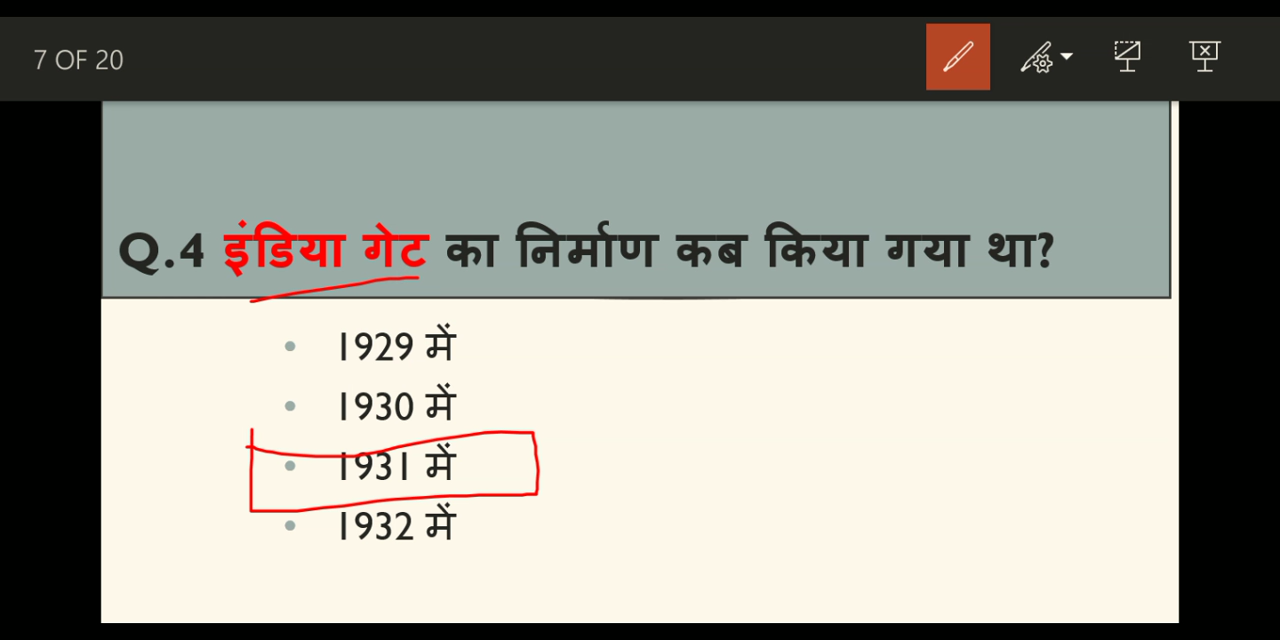 7 OF 20
Q.4 इंडिया गेट का निर्माण कब किया गया था?
• 1929 में
• 1930 में
• 1931 में
• 1932 में